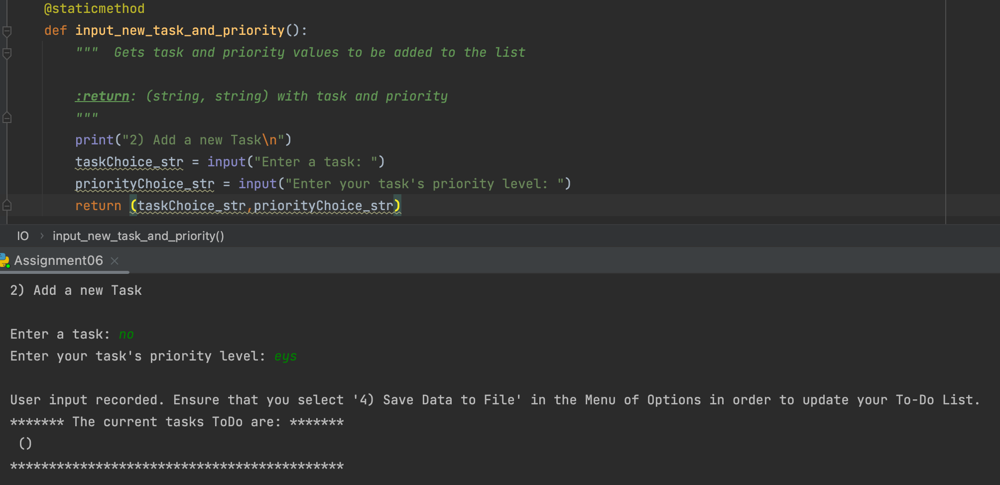 @staticmethod
def input_new_task_and_priority():
"""  Gets task and priority values to be added to the list
:return: (string, string) with task and priority
"""
print("2) Add a new Task\n")
taskChoice_str = input("Enter a task: ")
priorityChoice_str = input("Enter your task's priority level: ")
return (taskChoice_str,priorityChoice_str)
IO › input_new_task_and_priority()
Assignment06 ×
2) Add a new Task
Enter a task: no
Enter your task's priority level: eys
User input recorded. Ensure that you select '4) Save Data to File' in the Menu of Options in order to update your To-Do List.
******* The current tasks ToDo are: *******
()
*******************************************